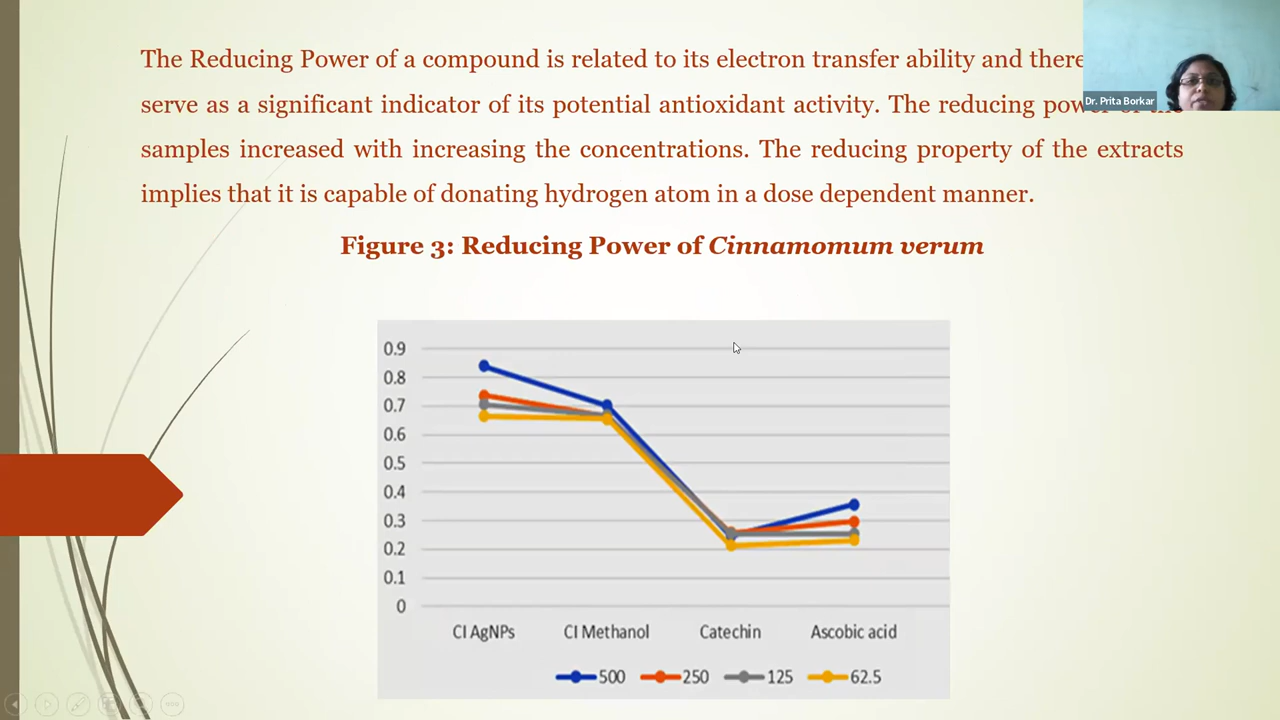 The Reducing Power of a compound is related to its electron transfer ability and there
serve as a significant indicator of its potential antioxidant activity. The reducing power of the
samples increased with increasing the concentrations. The reducing property of the extracts
implies that it is capable of donating hydrogen atom in a dose dependent manner.
Dr. Prita Borkar
Figure 3: Reducing Power of Cinnamomum verum
0.9
0.8
0.7
0.6
0.5
0.4
0.3
0.2
0.1
0
CI AgNPs CI Methanol Catechin Ascobic acid
500 250 125 62.5